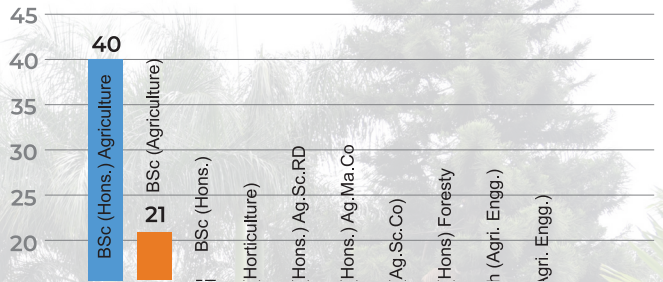 45
40
35
30
25
20
40
21
BSc (Hons.) Agriculture
BSc (Agriculture)
BSc (Hons.)
(Horticulture)
(Hons.) Ag.Sc.RD
(Hons.) Ag.Ma.Co
Ag.Sc.Co)
(Hons) Foresty
h (Agri. Engg.)
Agri. Engg.)